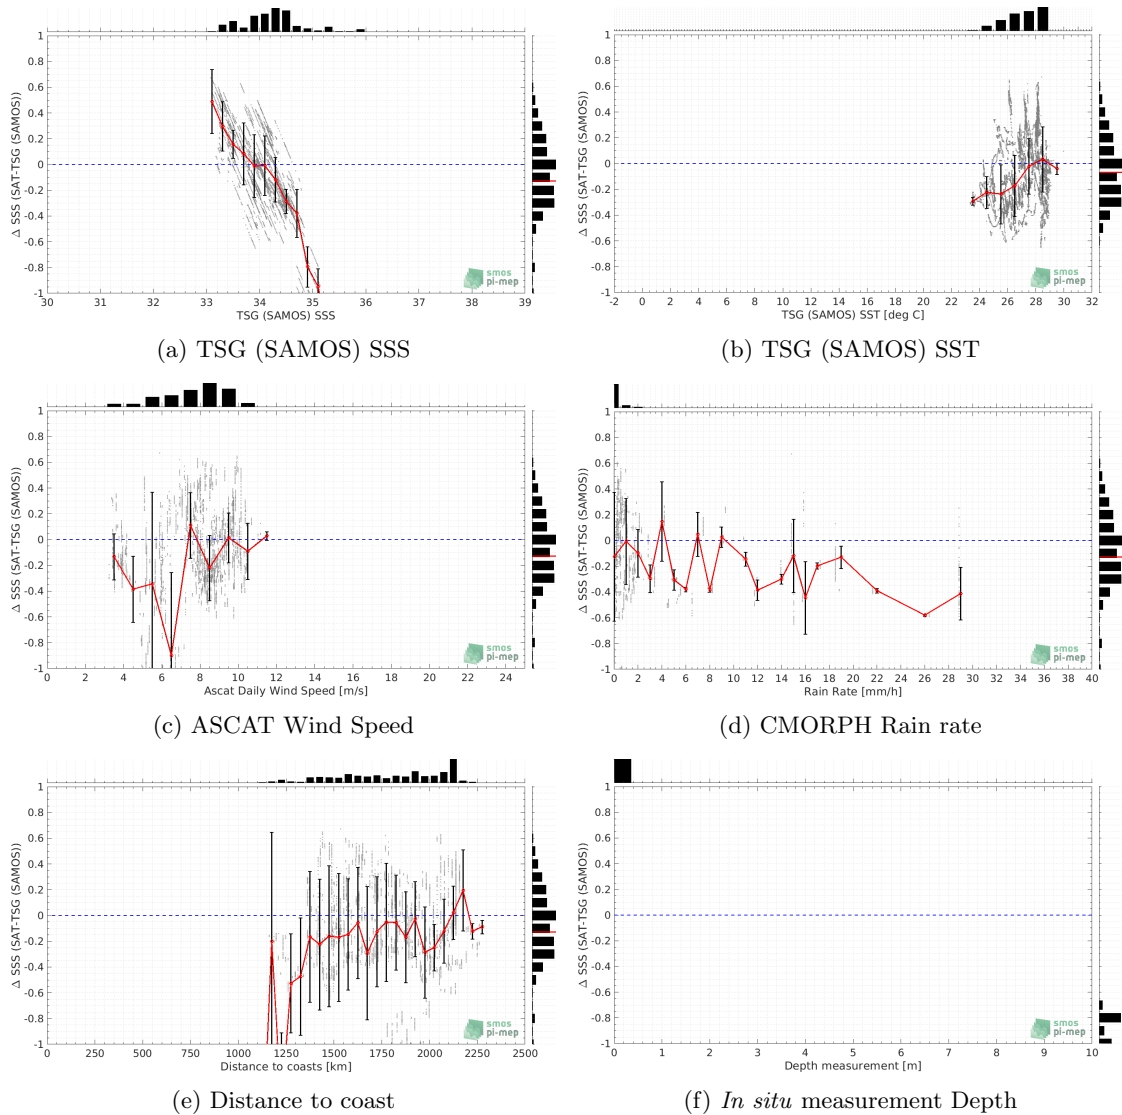 1
0.8
0.6
0.4
0.2
0
-0.2
-0.4
-0.6
-0.8
-1
Δ SSS (SAT-TSG (SAMOS))
30 31 32 33 34 35 36 37 38 39
TSG (SAMOS) SSS
smos
pi-mep
(a) TSG (SAMOS) SSS
1
0.8
0.6
0.4
0.2
0
-0.2
-0.4
-0.6
-0.8
-1
Δ SSS (SAT-TSG (SAMOS))
-2 0 2 4 6 8 10 12 14 16 18 20 22 24 26 28 30 32
TSG (SAMOS) SST [deg C]
smos
pi-mep
(b) TSG (SAMOS) SST
1
0.8
0.6
0.4
0.2
0
-0.2
-0.4
-0.6
-0.8
-1
Δ SSS (SAT-TSG (SAMOS))
0 2 4 6 8 10 12 14 16 18 20 22 24
Ascat Daily Wind Speed [m/s]
smos
pi-mep
(c) ASCAT Wind Speed
1
0.8
0.6
0.4
0.2
0
-0.2
-0.4
-0.6
-0.8
-1
Δ SSS (SAT-TSG (SAMOS))
0 2 4 6 8 10 12 14 16 18 20 22 24 26 28 30 32 34 36 38 40
Rain Rate [mm/h]
smos
pi-mep
(d) CMORPH Rain rate
1
0.8
0.6
0.4
0.2
0
-0.2
-0.4
-0.6
-0.8
-1
Δ SSS (SAT-TSG (SAMOS))
0 250 500 750 1000 1250 1500 1750 2000 2250 2500
Distance to coasts [km]
smos
pi-mep
(e) Distance to coast
1
0.8
0.6
0.4
0.2
0
-0.2
-0.4
-0.6
-0.8
-1
Δ SSS (SAT-TSG (SAMOS))
0 1 2 3 4 5 6 7 8 9 10
Depth measurement [m]
smos
pi-mep
(f) In situ measurement Depth